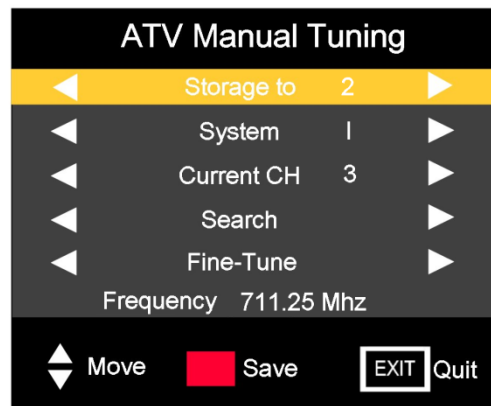 ATV Manual Tuning
Storage to 2
System I
Current CH 3
Search
Fine-Tune
Frequency 711.25 Mhz
Move Save EXIT Quit